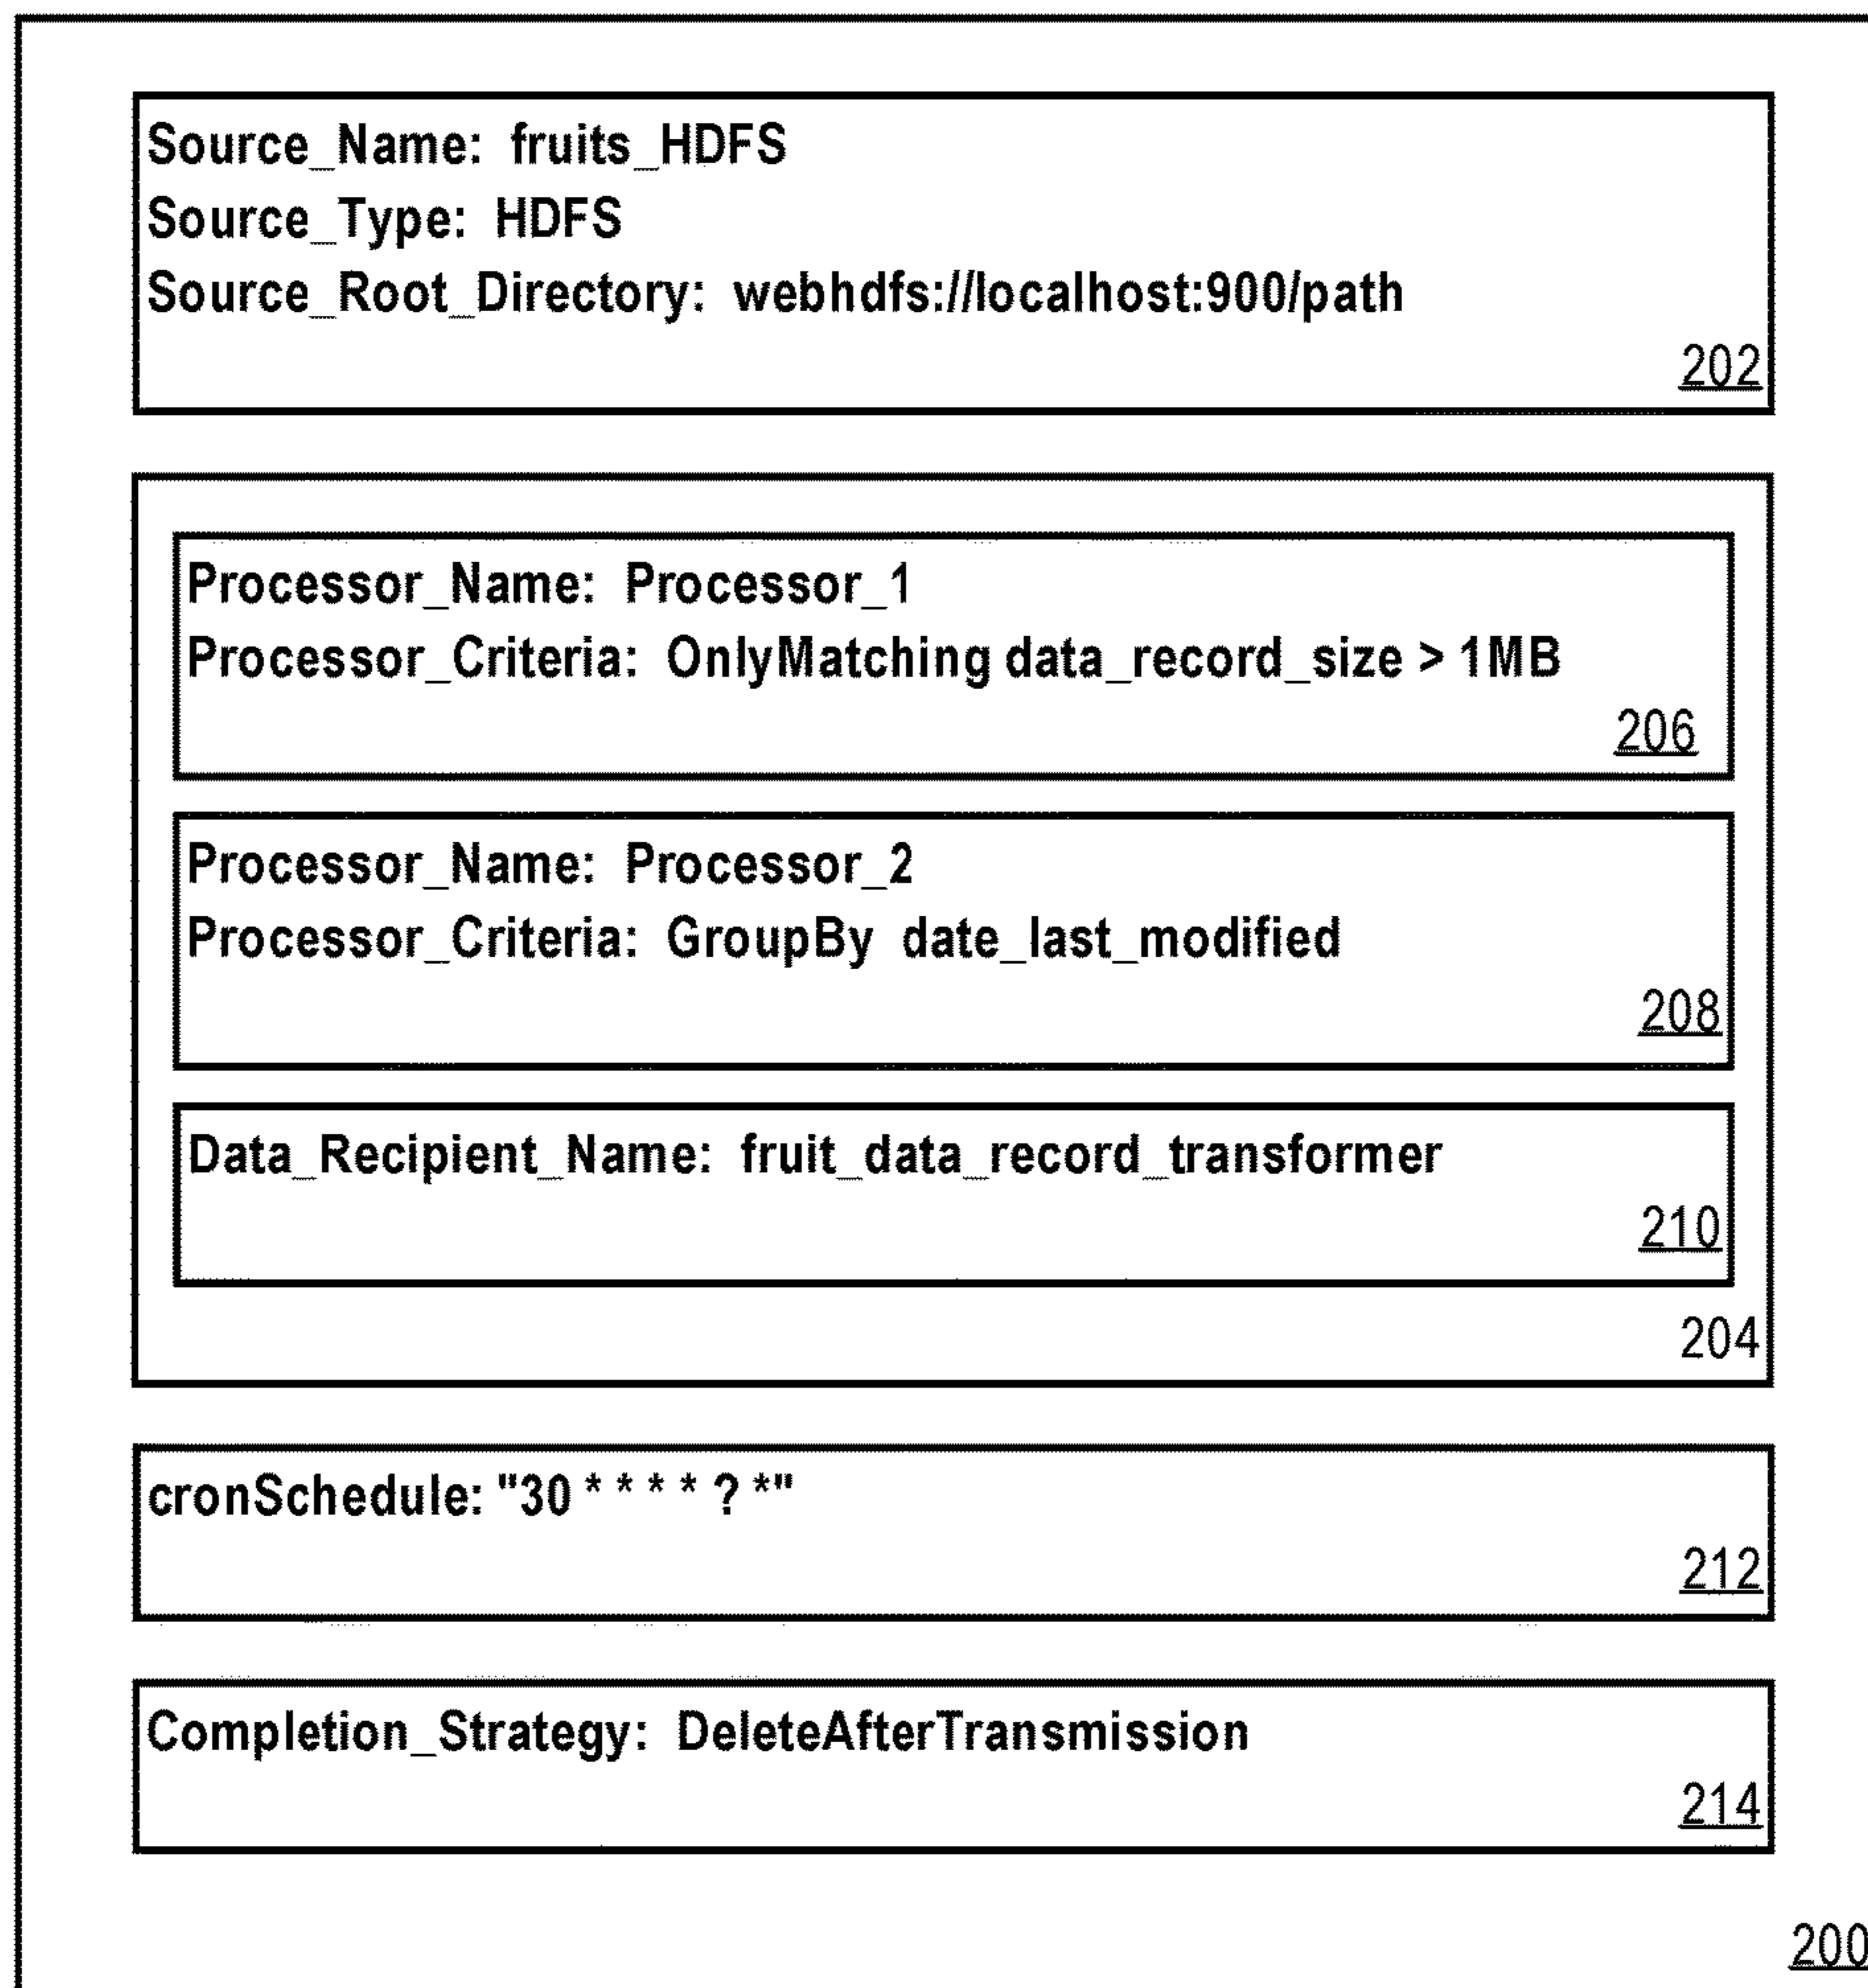 Source_Name: fruits_HDFS
Source_Type: HDFS
Source_Root_Directory: webhdfs://localhost:900/path
202
Processor_Name: Processor_1
Processor_Criteria: OnlyMatching data_record_size > 1MB
206
Processor_Name: Processor_2
Processor_Criteria: GroupBy date_last_modified
208
Data_Recipient_Name: fruit_data_record_transformer
210
204
cronSchedule: "30 * * * * ? *"
212
Completion_Strategy: DeleteAfterTransmission
214
200